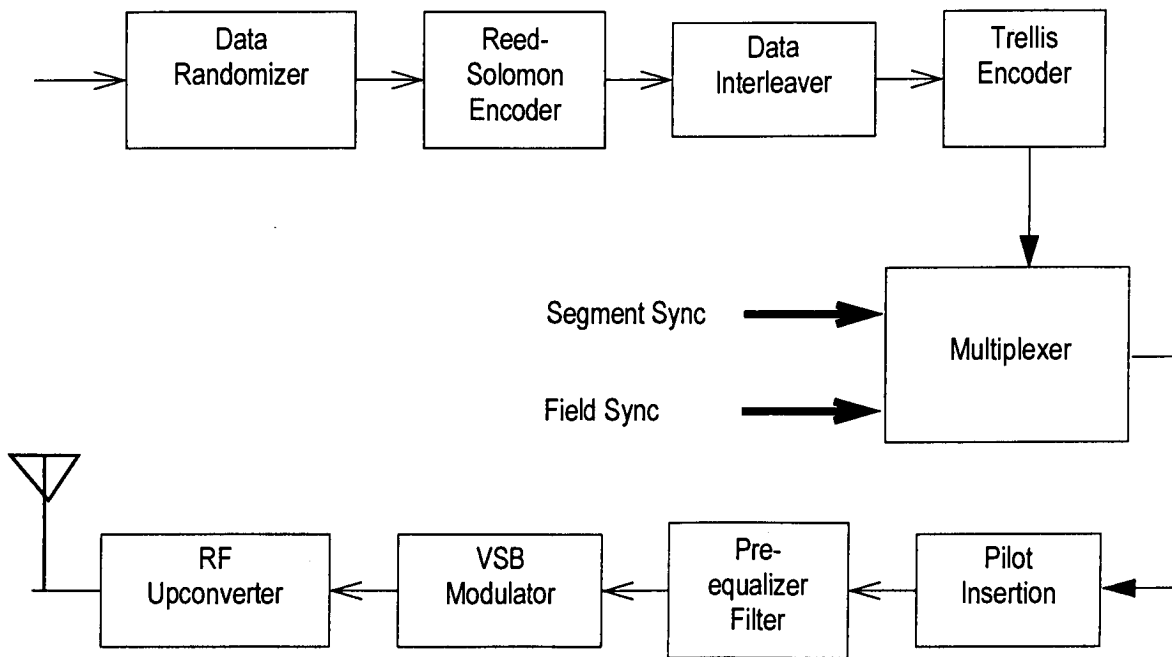 Data
Randomizer
Reed-
Solomon
Encoder
Data
Interleaver
Trellis
Encoder
Segment Sync
Field Sync
Multiplexer
RF
Upconverter
VSB
Modulator
Pre-
equalizer
Filter
Pilot
Insertion